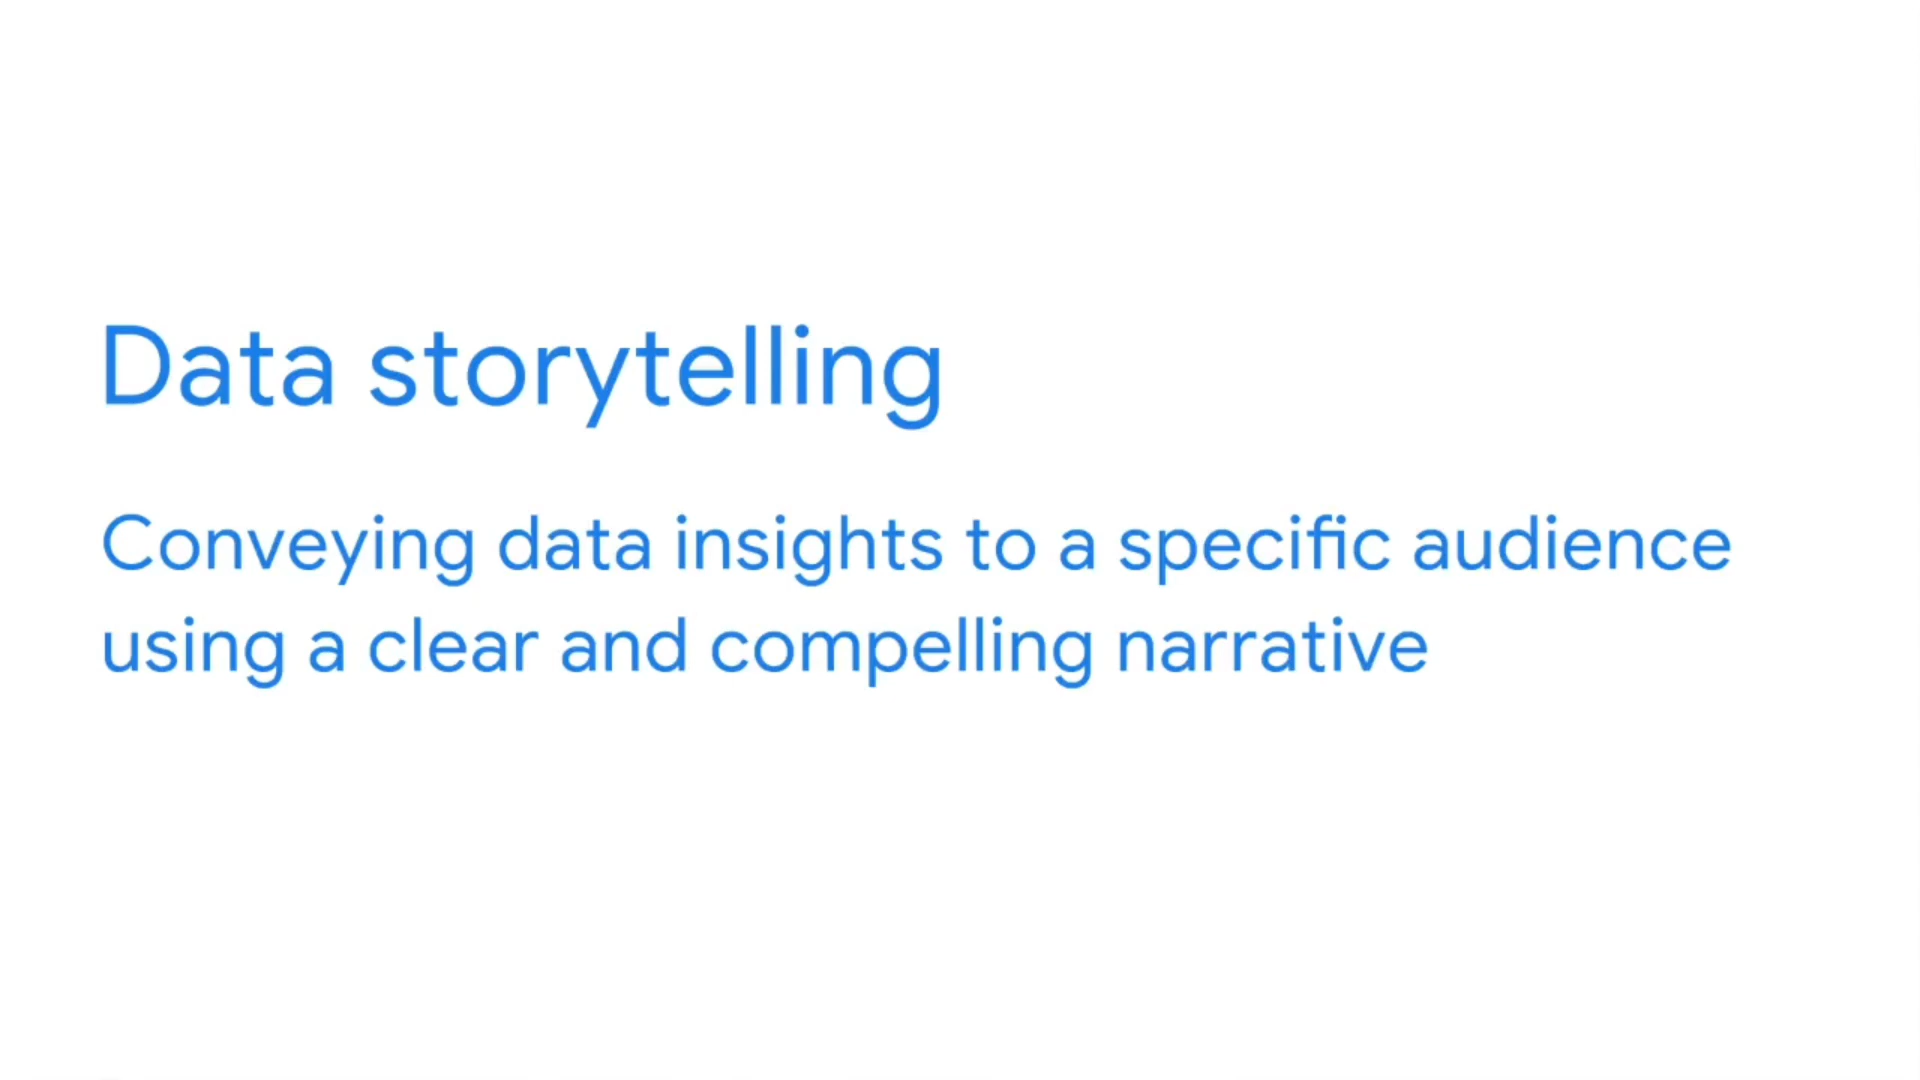 Data storytelling
Conveying data insights to a specific audience
using a clear and compelling narrative